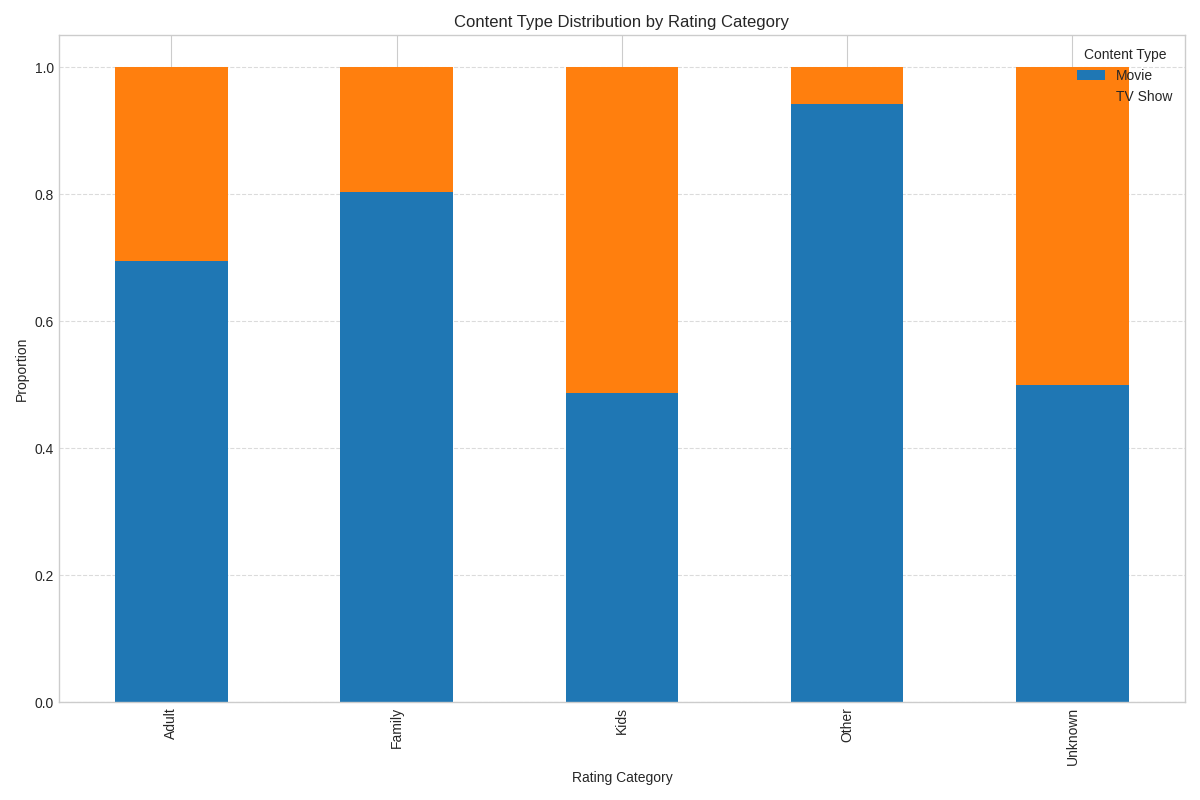 Content Type Distribution by Rating Category
Content Type
Movie
TV Show
1.0
0.8
0.6
0.4
0.2
0.0
Proportion
Adult
Family
Kids
Other
Unknown
Rating Category